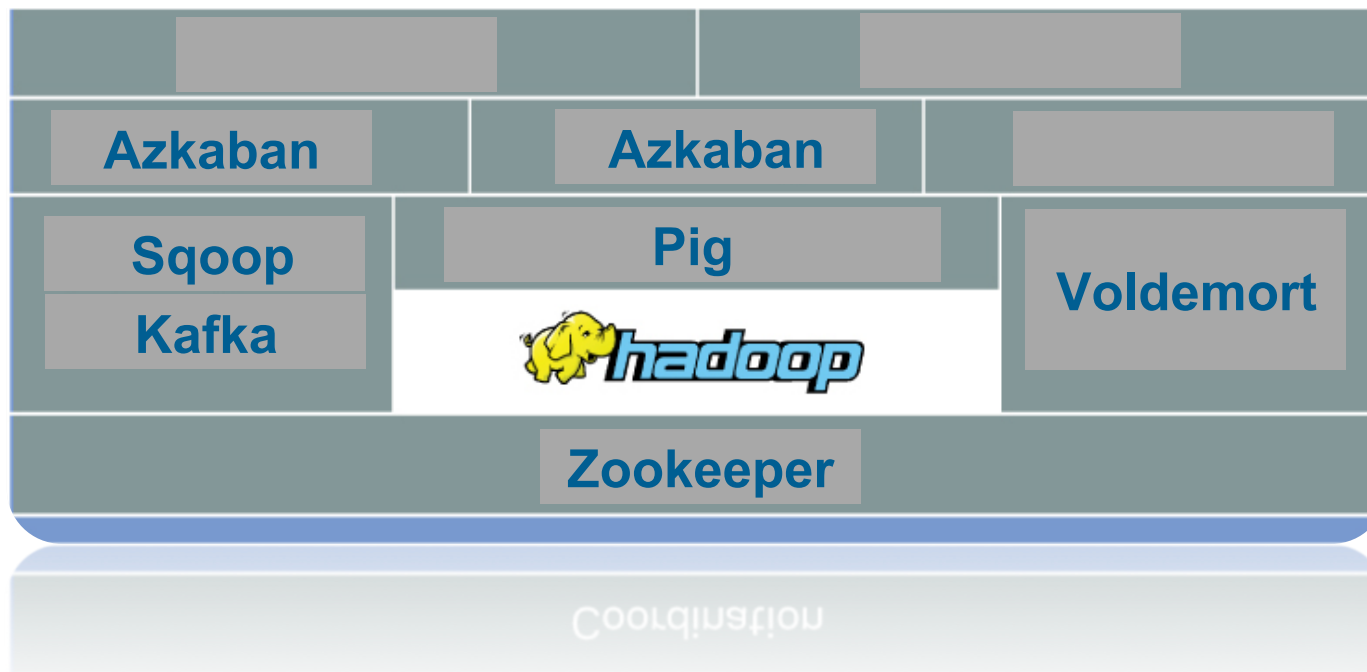 Azkaban
Azkaban
Sqoop
Pig
Voldemort
Kafka
hadoop
Zookeeper
Coordination